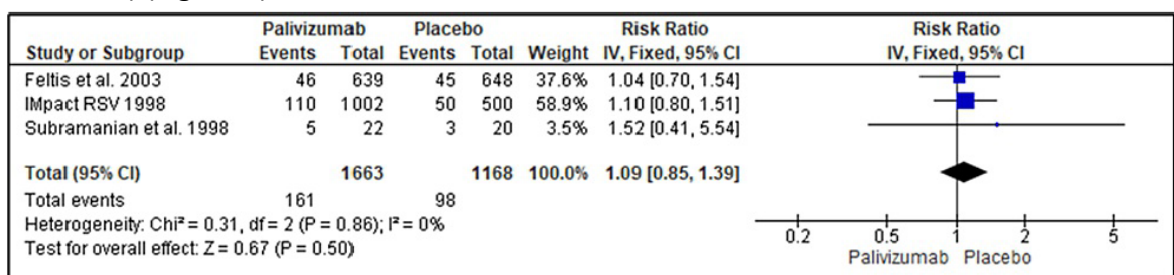 Palivizumab Placebo Risk Ratio Risk Ratio
Study or Subgroup Events Total Events Total Weight IV, Fixed, 95% CI IV, Fixed, 95% CI
Feltis et al. 2003 46 639 45 648 37.6% 1.04 [0.70, 1.54]
IMpact RSV 1998 110 1002 50 500 58.9% 1.10 [0.80, 1.51]
Subramanian et al. 1998 5 22 3 20 3.5% 1.52 [0.41, 5.54]
Total (95% CI) 1663 1168 100.0% 1.09 [0.85, 1.39]
Total events 161 98
Heterogeneity: Chi² = 0.31, df = 2 (P = 0.86); I² = 0%
Test for overall effect: Z = 0.67 (P = 0.50)
0.2 0.5 1 2 5
Palivizumab Placebo